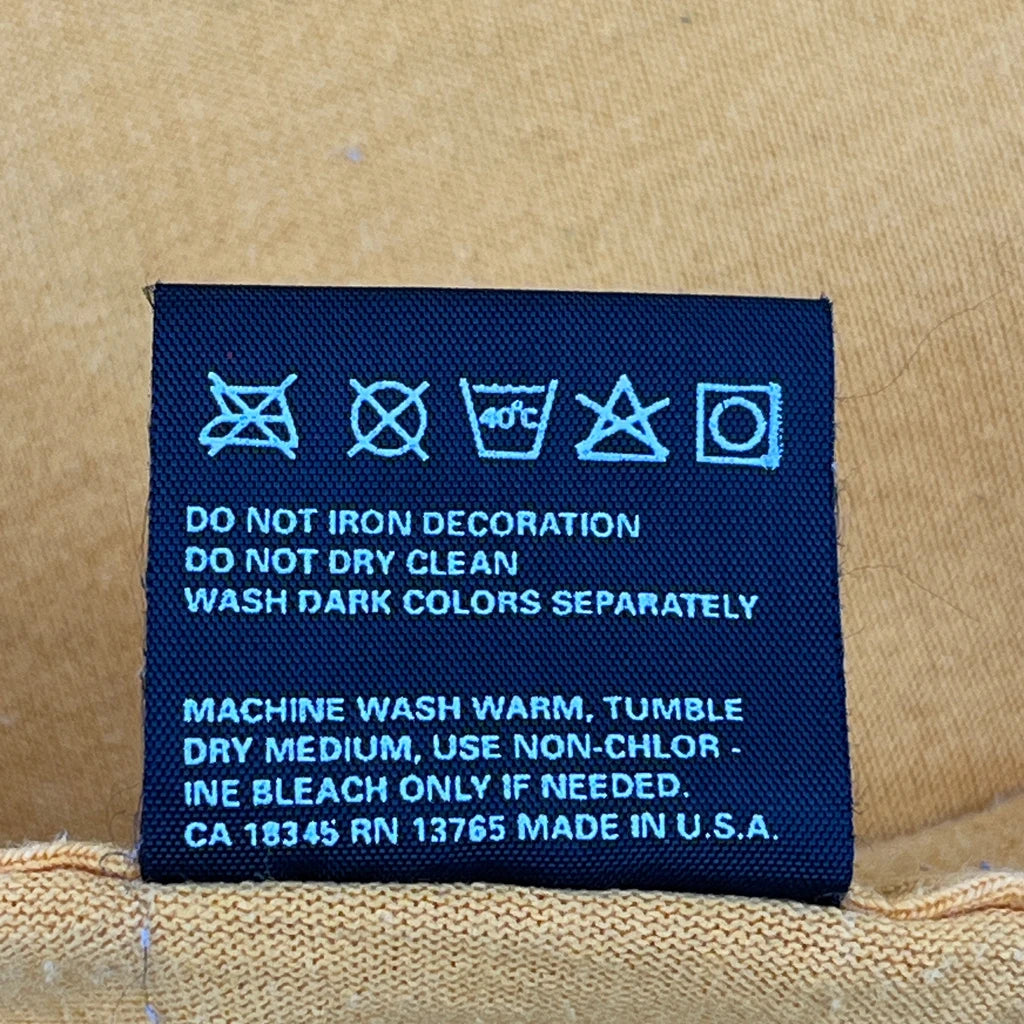 40°C
DO NOT IRON DECORATION
DO NOT DRY CLEAN
WASH DARK COLORS SEPARATELY
MACHINE WASH WARM, TUMBLE
DRY MEDIUM, USE NON-CHLOR -
INE BLEACH ONLY IF NEEDED.
CA 18345 RN 13765 MADE IN U.S.A.